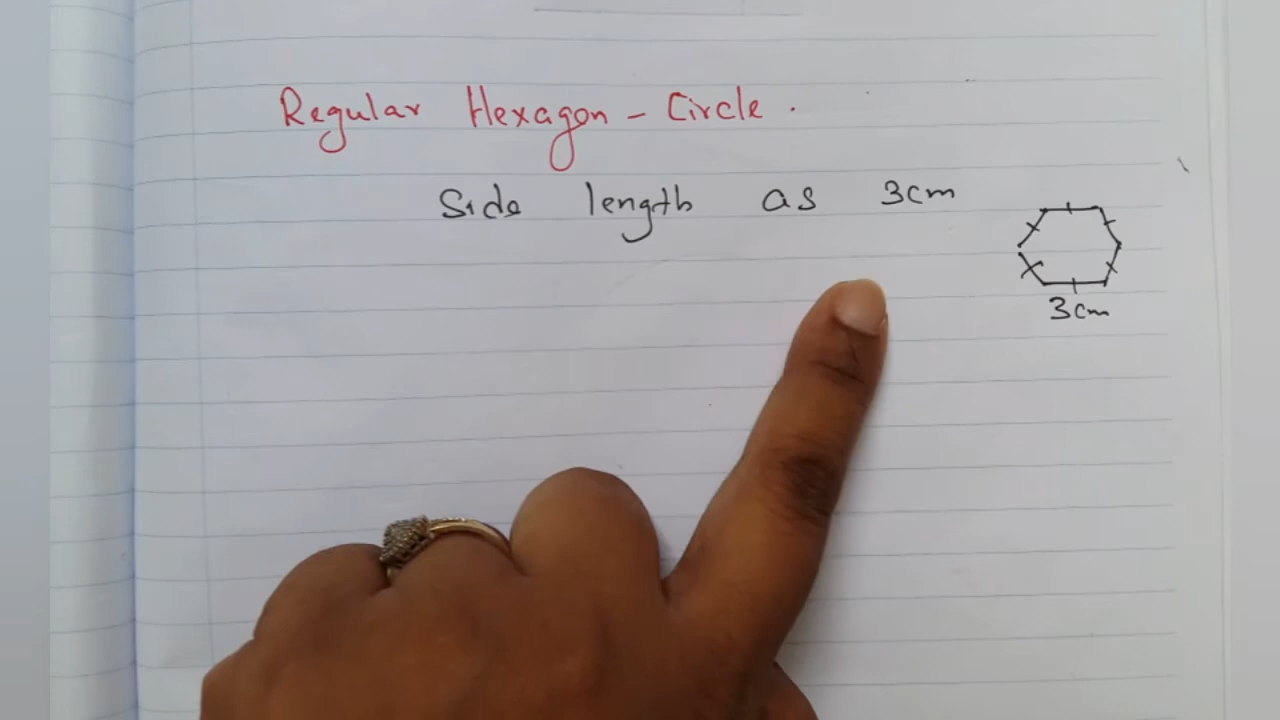 Regular Hexagon - Circle.
Side length as 3cm
3cm